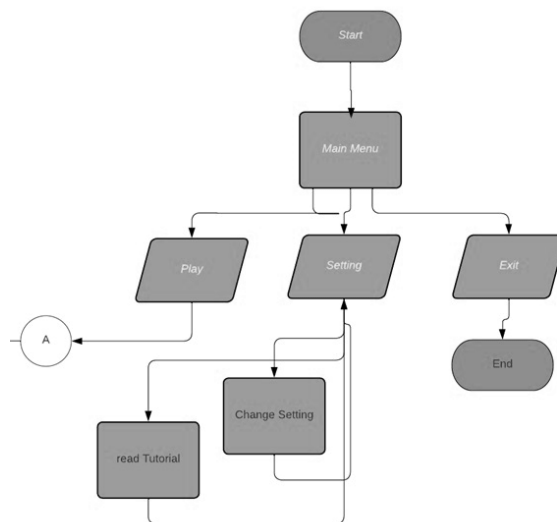 Start
Main Menu
Play
Setting
Exit
A
End
Change Setting
read Tutorial